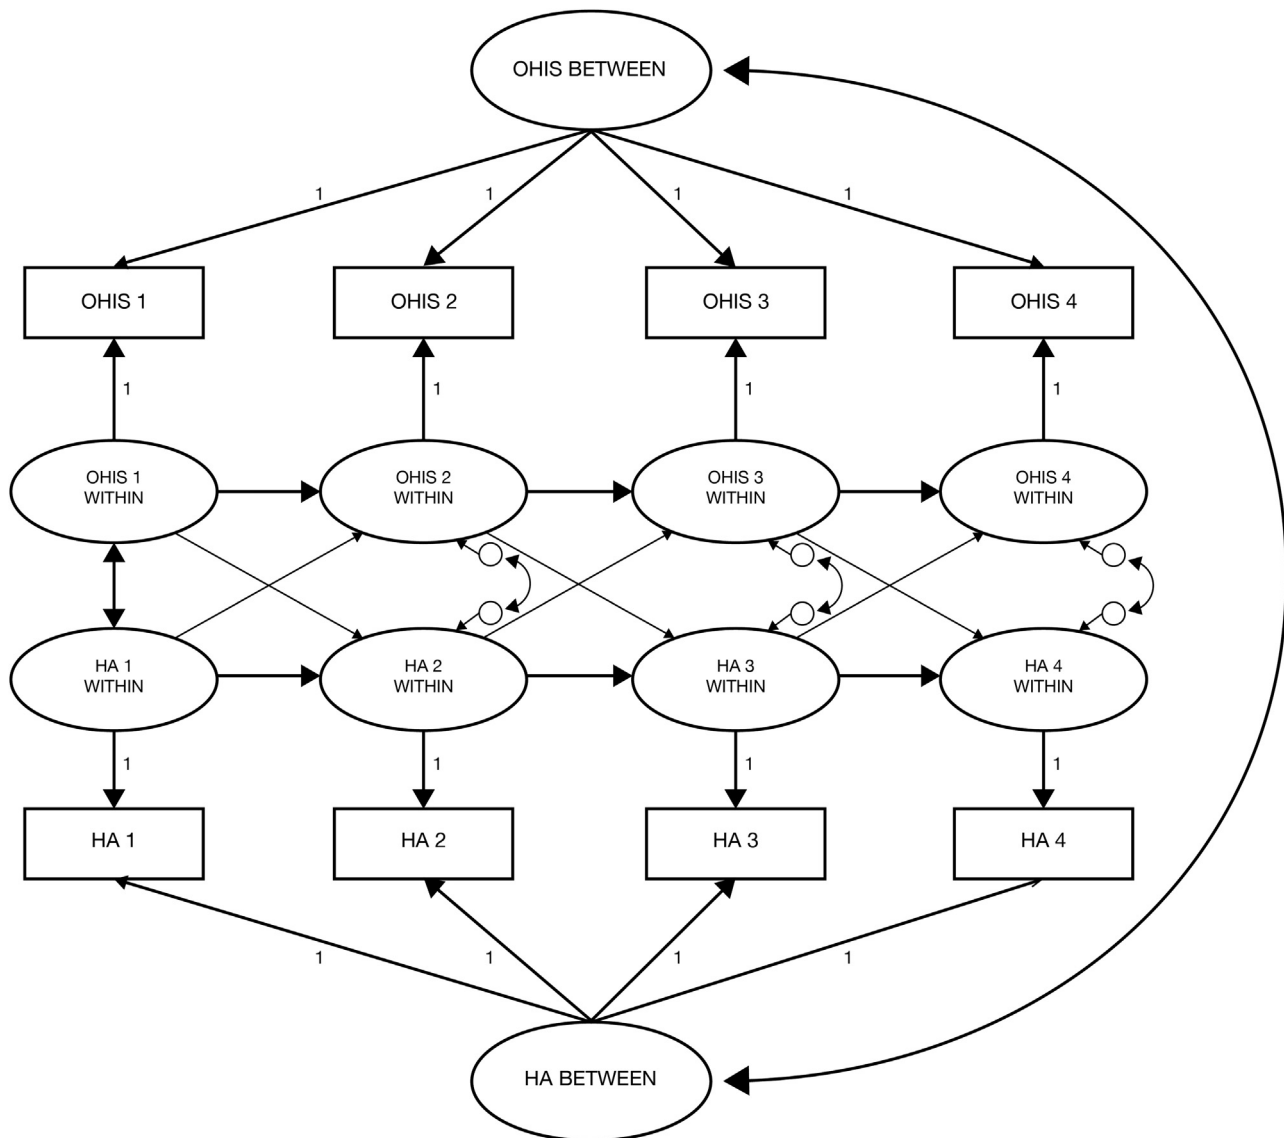 OHIS BETWEEN
1 1 1 1
OHIS 1 OHIS 2 OHIS 3 OHIS 4
1 1 1 1
OHIS 1
WITHIN
OHIS 2
WITHIN
OHIS 3
WITHIN
OHIS 4
WITHIN
HA 1
WITHIN
HA 2
WITHIN
HA 3
WITHIN
HA 4
WITHIN
1 1 1 1
HA 1 HA 2 HA 3 HA 4
1 1 1 1
HA BETWEEN